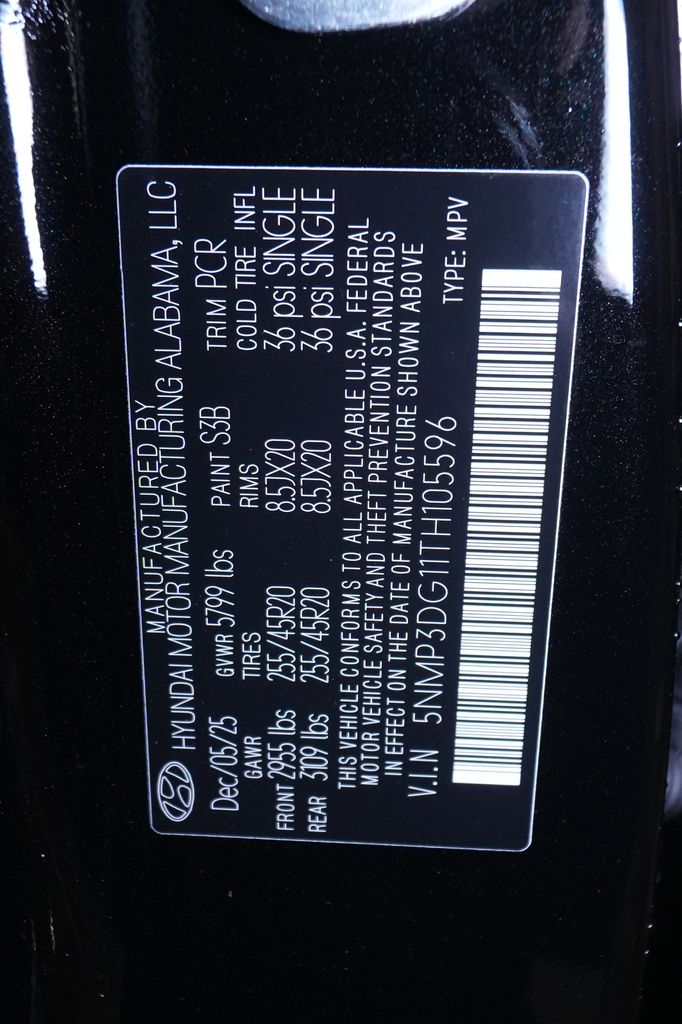 MANUFACTURED BY
HYUNDAI MOTOR MANUFACTURING ALABAMA, LLC
Dec/05/25 GVWR 5799 lbs PAINT S3B TRIM PCR
GAWR TIRES RIMS COLD TIRE INFL
FRONT 2955 lbs 255/45R20 8.5JX20 36 psi SINGLE
REAR 3109 lbs 255/45R20 8.5JX20 36 psi SINGLE
THIS VEHICLE CONFORMS TO ALL APPLICABLE U.S.A. FEDERAL
MOTOR VEHICLE SAFETY AND THEFT PREVENTION STANDARDS
IN EFFECT ON THE DATE OF MANUFACTURE SHOWN ABOVE
V.I.N 5NMP3DG11TH105596 TYPE: MPV